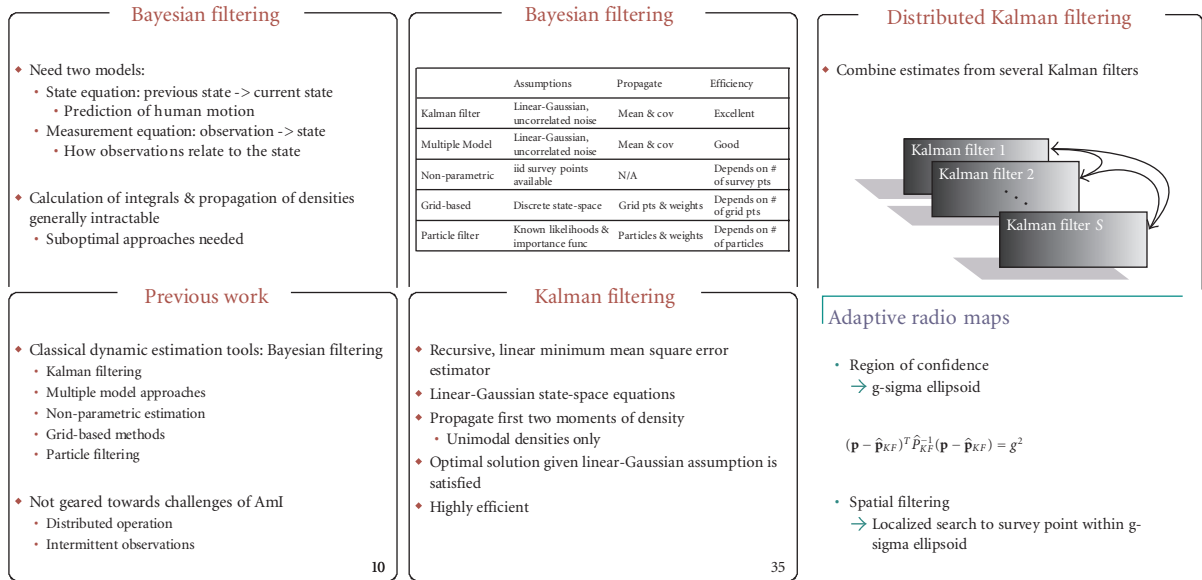 Bayesian filtering
◆ Need two models:
• State equation: previous state -> current state
• Prediction of human motion
• Measurement equation: observation -> state
• How observations relate to the state
◆ Calculation of integrals & propagation of densities
generally intractable
• Suboptimal approaches needed
Bayesian filtering
Assumptions Propagate Efficiency
Kalman filter Linear-Gaussian, uncorrelated noise Mean & cov Excellent
Multiple Model Linear-Gaussian, uncorrelated noise Mean & cov Good
Non-parametric iid survey points available N/A Depends on # of survey pts
Grid-based Discrete state-space Grid pts & weights Depends on # of grid pts
Particle filter Known likelihoods & importance func Particles & weights Depends on # of particles
Distributed Kalman filtering
◆ Combine estimates from several Kalman filters
Kalman filter 1
Kalman filter 2
Kalman filter S
Previous work
◆ Classical dynamic estimation tools: Bayesian filtering
• Kalman filtering
• Multiple model approaches
• Non-parametric estimation
• Grid-based methods
• Particle filtering
◆ Not geared towards challenges of AmI
• Distributed operation
• Intermittent observations
10
Kalman filtering
◆ Recursive, linear minimum mean square error
estimator
◆ Linear-Gaussian state-space equations
◆ Propagate first two moments of density
• Unimodal densities only
◆ Optimal solution given linear-Gaussian assumption is
satisfied
◆ Highly efficient
35
Adaptive radio maps
• Region of confidence
→ g-sigma ellipsoid
(p − p̂_KF)^T P̂_KF^{-1} (p − p̂_KF) = g²
• Spatial filtering
→ Localized search to survey point within g-
sigma ellipsoid